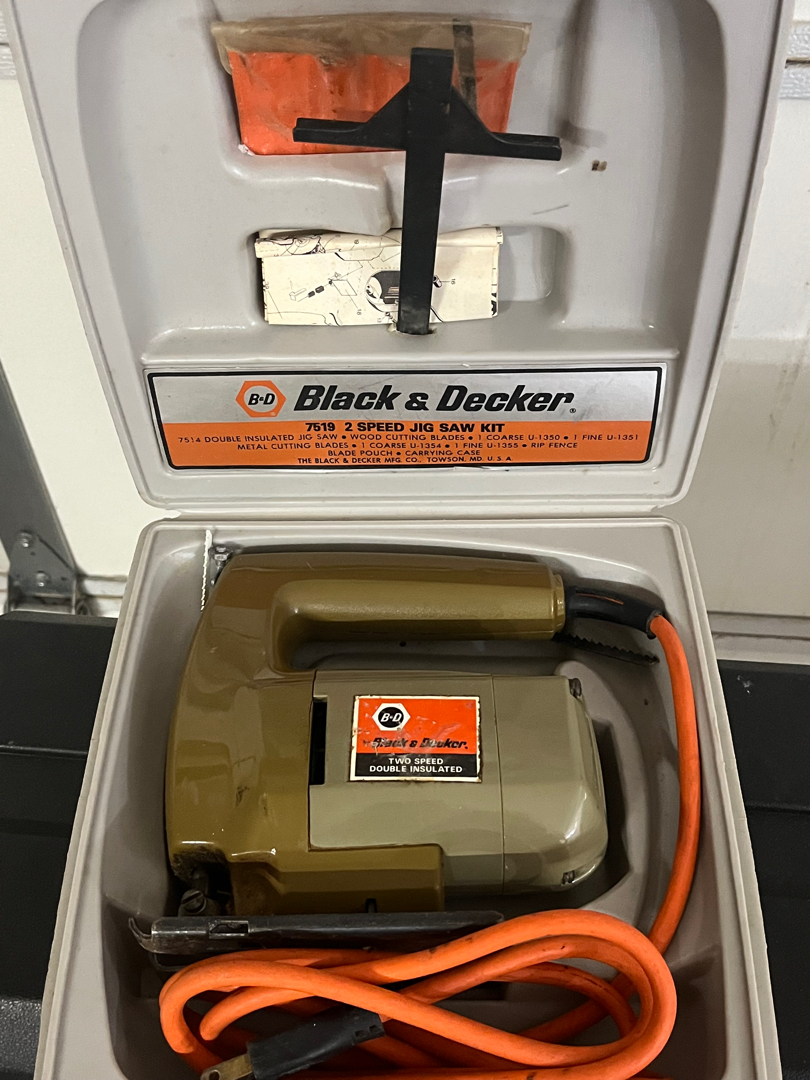 B&D Black & Decker®
7519 2 SPEED JIG SAW KIT
7514 DOUBLE INSULATED JIG SAW • WOOD CUTTING BLADES • 1 COARSE U-1350 • 1 FINE U-1351
METAL CUTTING BLADES • 1 COARSE U-1354 • 1 FINE U-1355 • RIP FENCE
BLADE POUCH • CARRYING CASE
THE BLACK & DECKER MFG. CO., TOWSON, MD. U.S.A.
B&D
Black & Decker®
TWO SPEED
DOUBLE INSULATED